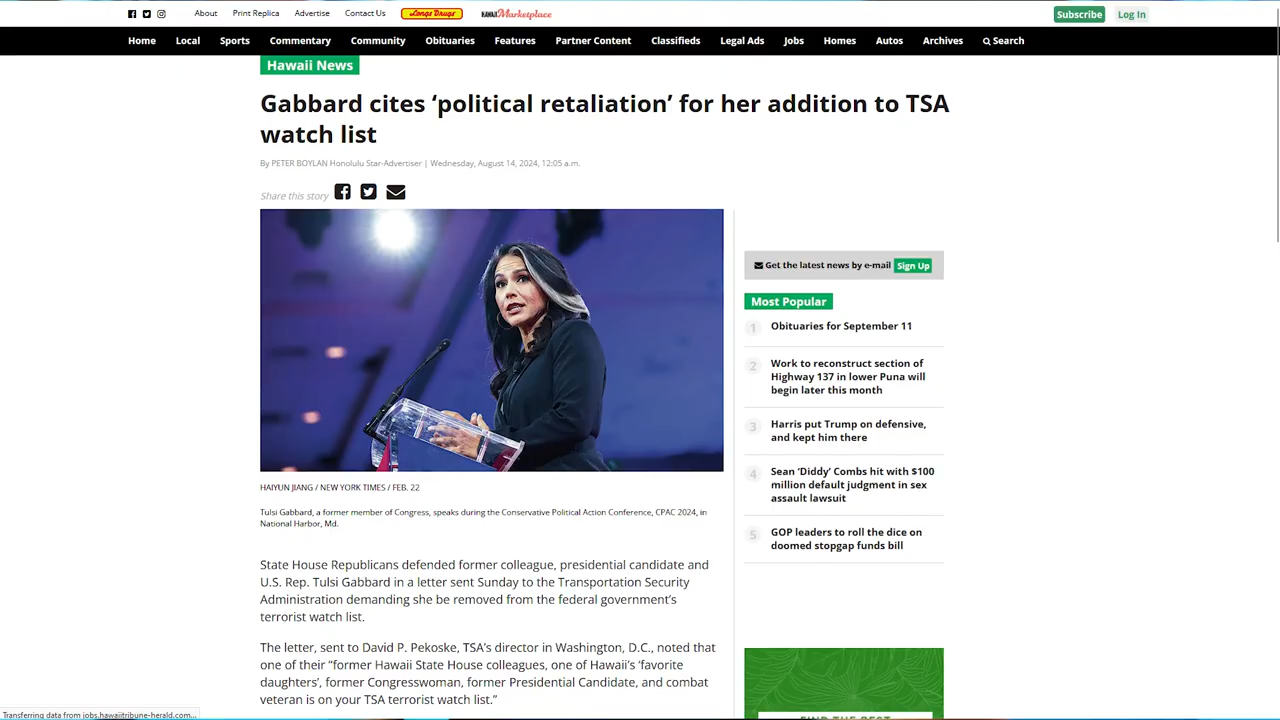 About Print Replica Advertise Contact Us Longs Drugs HAWAII Marketplace Subscribe Log In
Home Local Sports Commentary Community Obituaries Features Partner Content Classifieds Legal Ads Jobs Homes Autos Archives Search
Hawaii News
Gabbard cites ‘political retaliation’ for her addition to TSA
watch list
By PETER BOYLAN Honolulu Star-Advertiser | Wednesday, August 14, 2024, 12:05 a.m.
Share this story
HAIYUN JIANG / NEW YORK TIMES / FEB. 22
Tulsi Gabbard, a former member of Congress, speaks during the Conservative Political Action Conference, CPAC 2024, in
National Harbor, Md.
State House Republicans defended former colleague, presidential candidate and
U.S. Rep. Tulsi Gabbard in a letter sent Sunday to the Transportation Security
Administration demanding she be removed from the federal government’s
terrorist watch list.
The letter, sent to David P. Pekoske, TSA’s director in Washington, D.C., noted that
one of their “former Hawaii State House colleagues, one of Hawaii’s ‘favorite
daughters’, former Congresswoman, former Presidential Candidate, and combat
veteran is on your TSA terrorist watch list.”
Get the latest news by e-mail Sign Up
Most Popular
1 Obituaries for September 11
2 Work to reconstruct section of
Highway 137 in lower Puna will
begin later this month
3 Harris put Trump on defensive,
and kept him there
4 Sean ‘Diddy’ Combs hit with $100
million default judgment in sex
assault lawsuit
5 GOP leaders to roll the dice on
doomed stopgap funds bill
FIND THE BEST
Transferring data from jobs.hawaiitribune-herald.com...